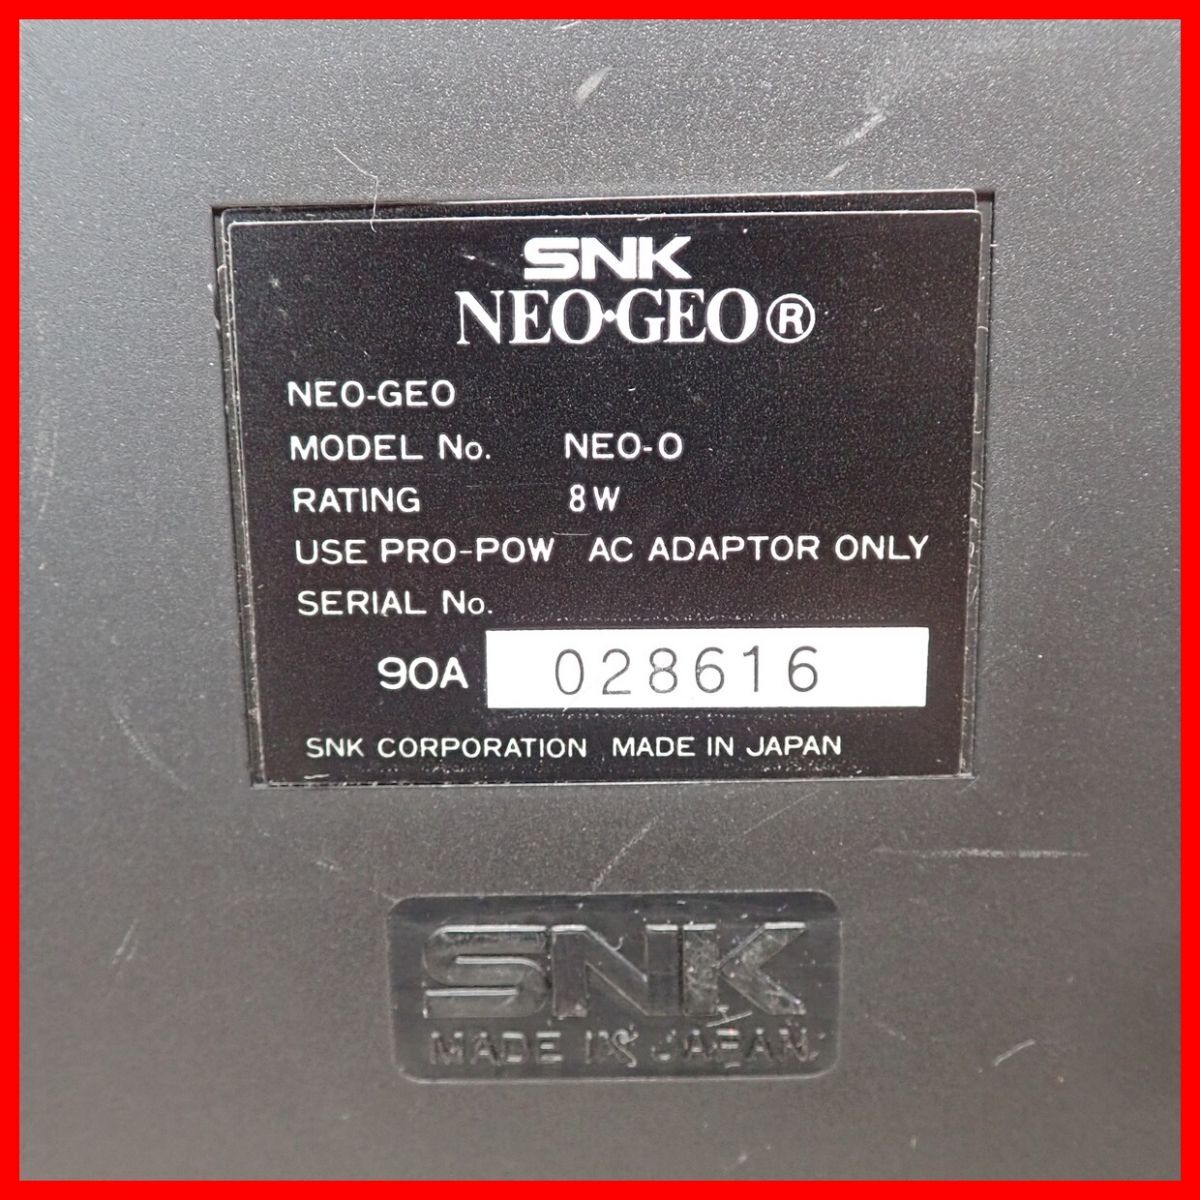 SNK
NEO·GEO®
NEO-GEO
MODEL No. NEO-O
RATING 8W
USE PRO-POW AC ADAPTOR ONLY
SERIAL No.
90A 028616
SNK CORPORATION MADE IN JAPAN
SNK
MADE IN JAPAN